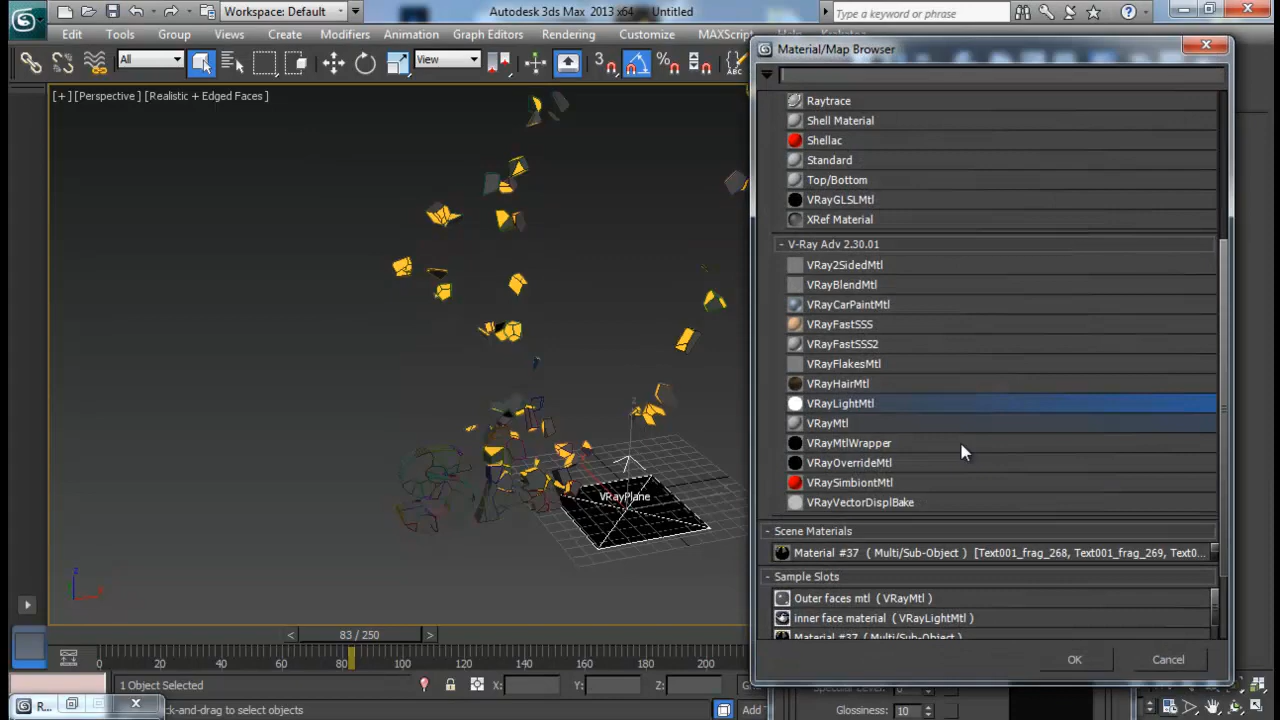 Workspace: Default
Autodesk 3ds Max 2013 x64 - Untitled
Type a keyword or phrase
Edit Tools Group Views Create Modifiers Animation Graph Editors Rendering Customize MAXScript
All
View
3
[+] [Perspective] [Realistic + Edged Faces]
VRayPlane
z
x
z
Material/Map Browser
Raytrace
Shell Material
Shellac
Standard
Top/Bottom
VRayGLSLMtl
XRef Material
- V-Ray Adv 2.30.01
VRay2SidedMtl
VRayBlendMtl
VRayCarPaintMtl
VRayFastSSS
VRayFastSSS2
VRayFlakesMtl
VRayHairMtl
VRayLightMtl
VRayMtl
VRayMtlWrapper
VRayOverrideMtl
VRaySimbiontMtl
VRayVectorDisplBake
- Scene Materials
Material #37 ( Multi/Sub-Object ) [Text001_frag_268, Text001_frag_269, Text0...
- Sample Slots
Outer faces mtl ( VRayMtl )
inner face material ( VRayLightMtl )
Material #37 ( Multi/Sub-Object )
OK Cancel
< 83 / 250 >
0 20 40 60 80 100 120 140 160 180 200
1 Object Selected
X: Y: Z:
R...
ck-and-drag to select objects
Add
Glossiness: 10